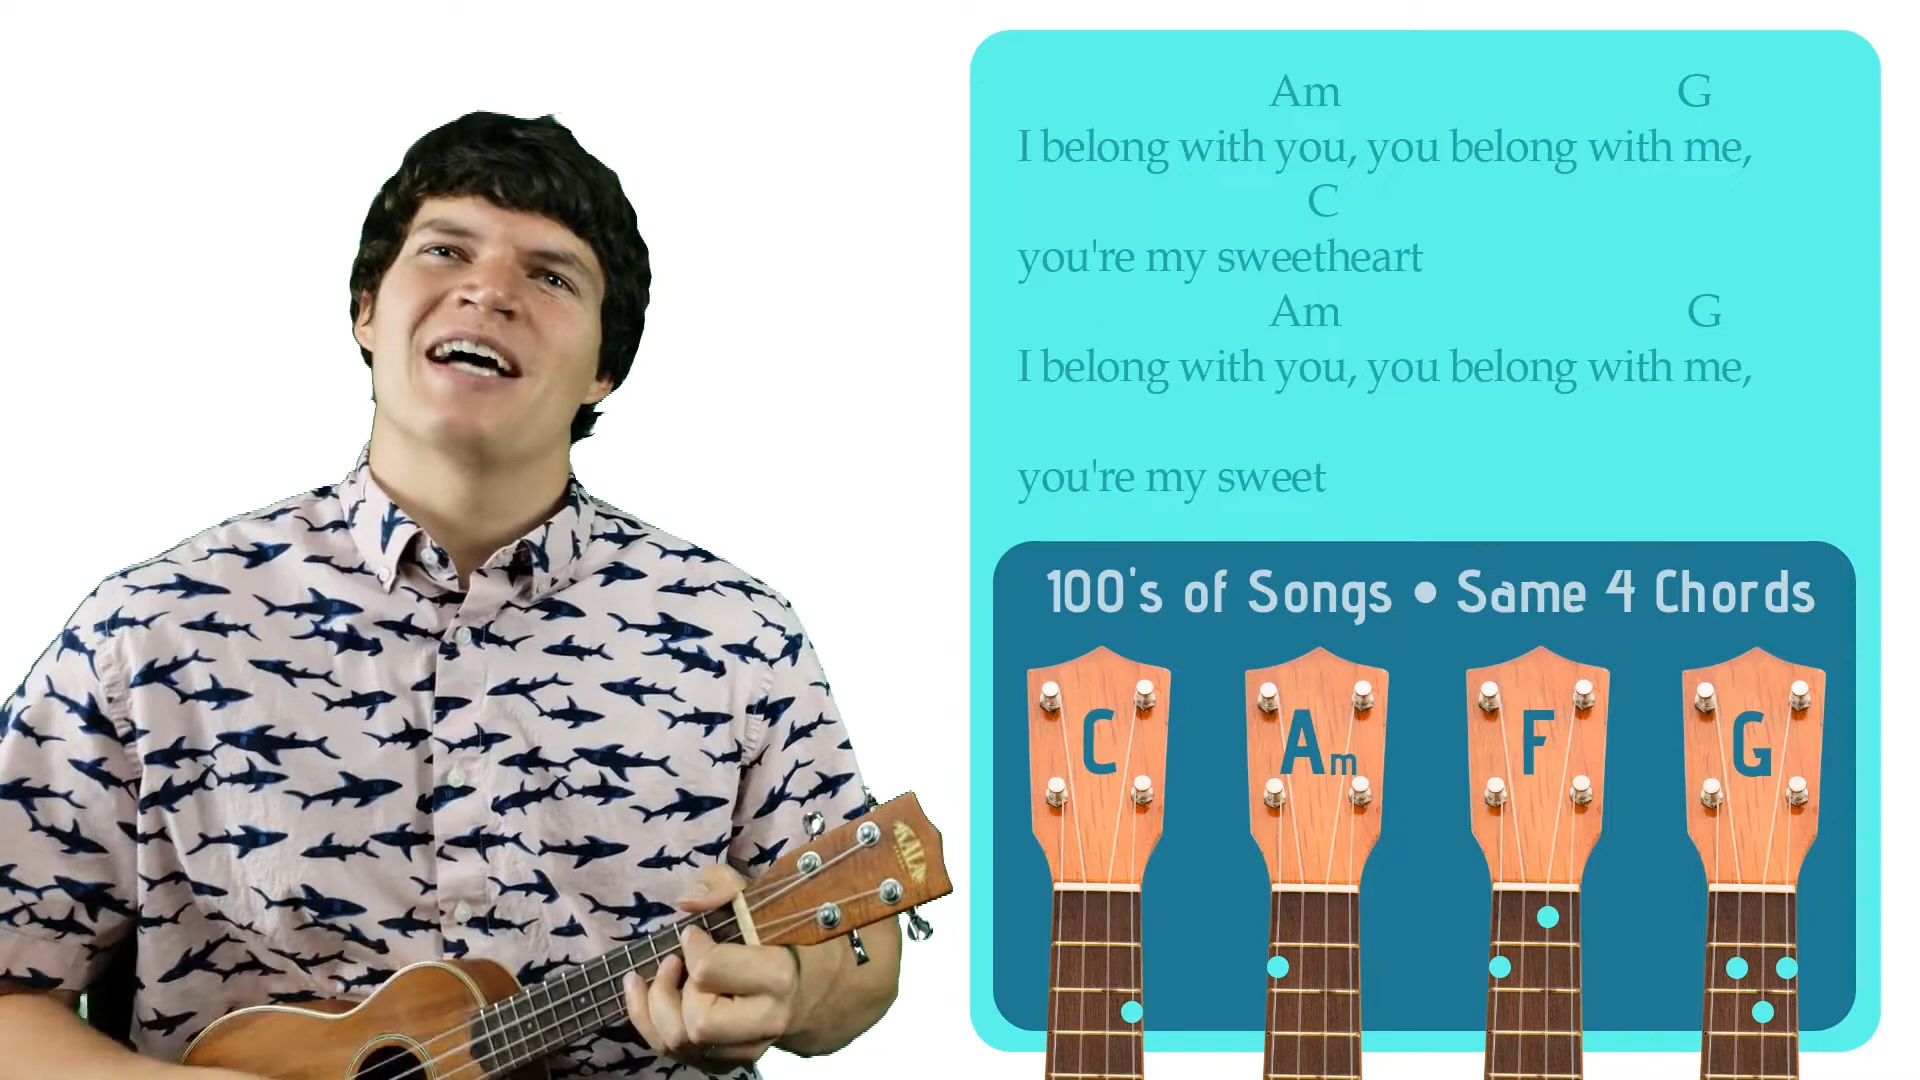 Am G
I belong with you, you belong with me,
C
you're my sweetheart
Am G
I belong with you, you belong with me,
you're my sweet
100's of Songs • Same 4 Chords
C Am F G
KALA